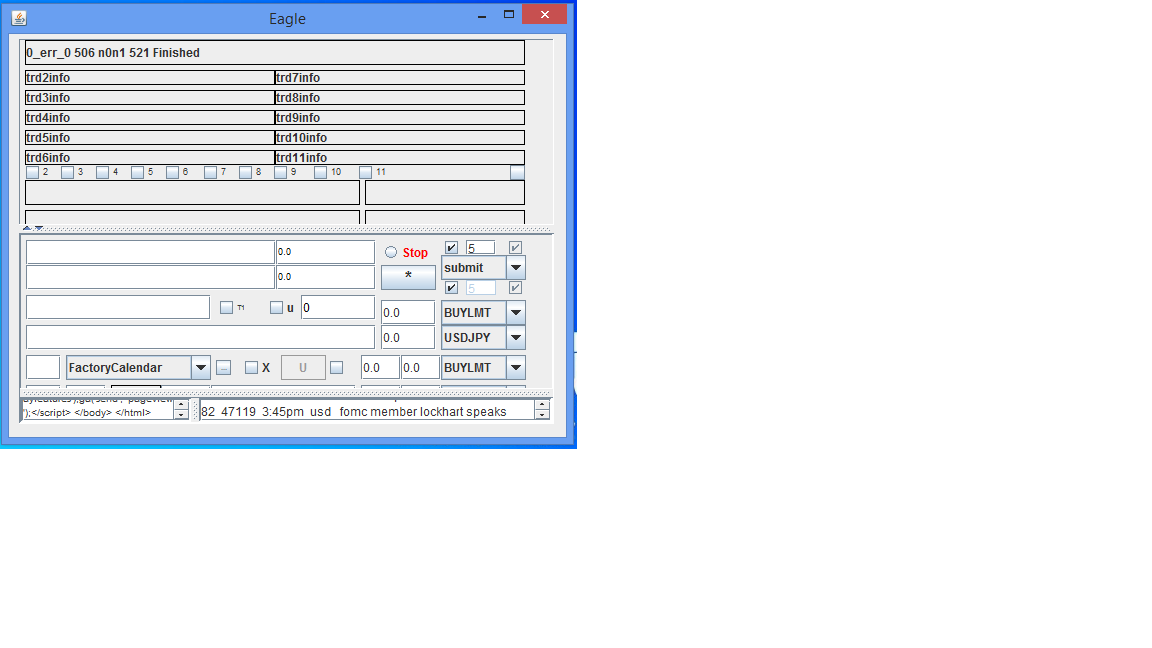 Eagle
0_err_0 506 n0n1 521 Finished
trd2info trd7info
trd3info trd8info
trd4info trd9info
trd5info trd10info
trd6info trd11info
2 3 4 5 6 7 8 9 10 11
0.0 Stop 5
0.0 * submit
5
T1 u 0 0.0 BUYLMT
0.0 USDJPY
FactoryCalendar X U 0.0 0.0 BUYLMT
');</script> </body> </html>
82 47119 3:45pm usd fomc member lockhart speaks